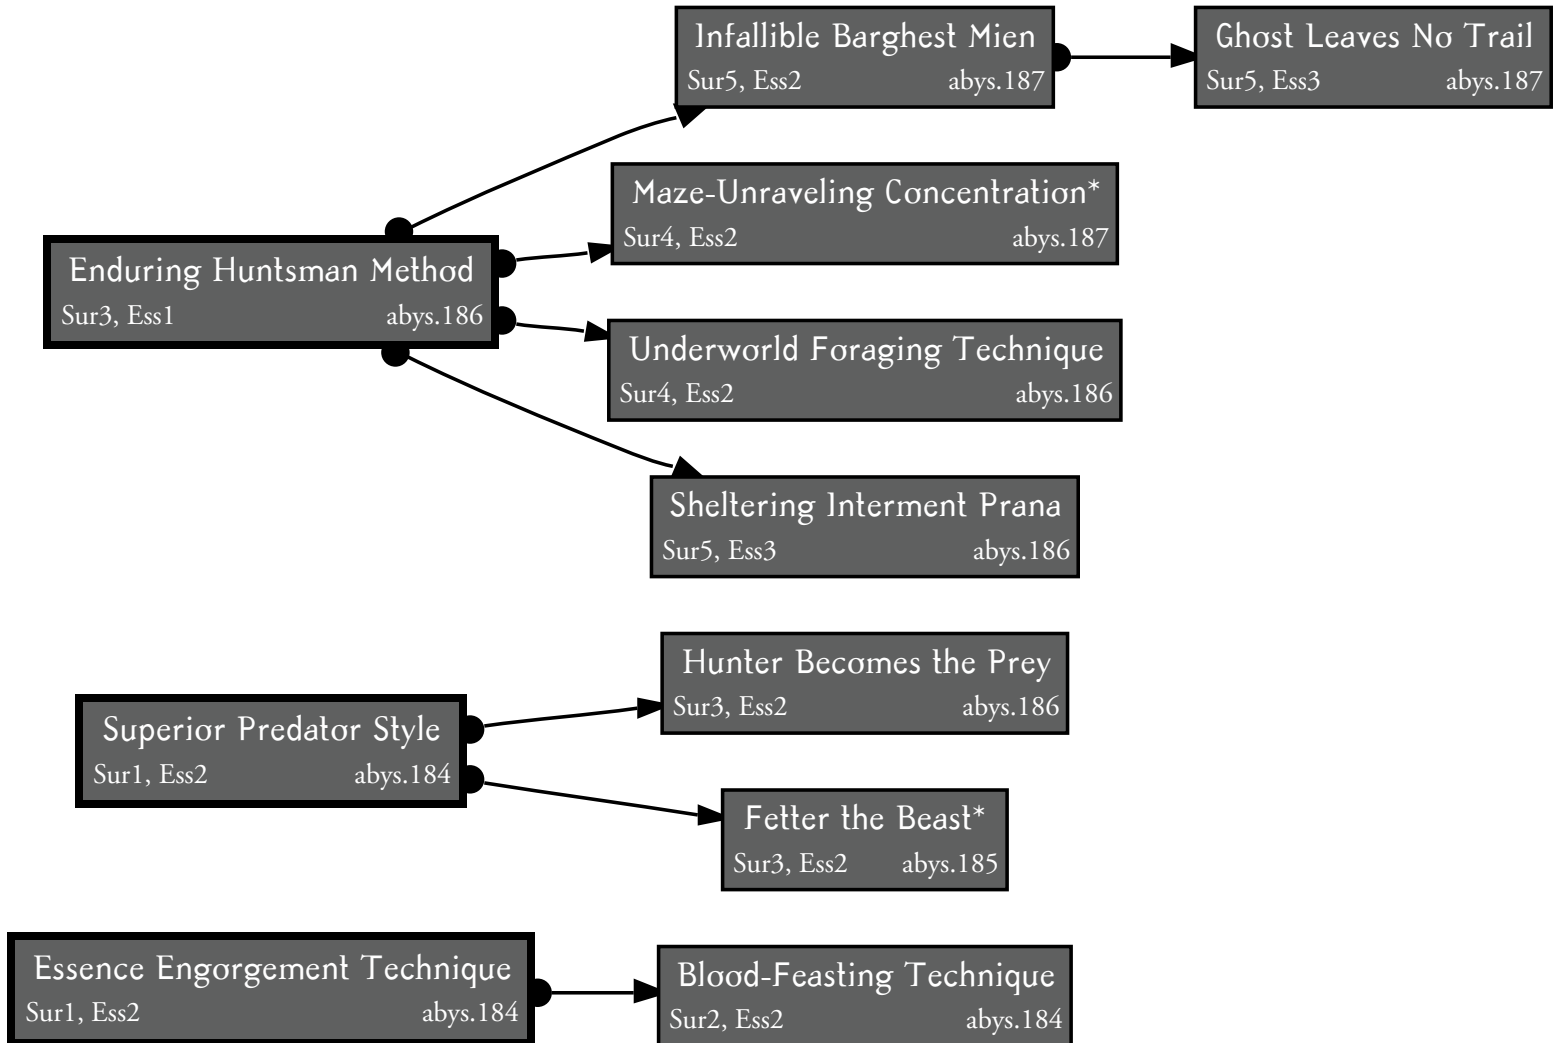 Infallible Barghest Mien
Sur5, Ess2 abys.187
Ghost Leaves No Trail
Sur5, Ess3 abys.187
Maze-Unraveling Concentration*
Sur4, Ess2 abys.187
Enduring Huntsman Method
Sur3, Ess1 abys.186
Underworld Foraging Technique
Sur4, Ess2 abys.186
Sheltering Interment Prana
Sur5, Ess3 abys.186
Hunter Becomes the Prey
Sur3, Ess2 abys.186
Superior Predator Style
Sur1, Ess2 abys.184
Fetter the Beast*
Sur3, Ess2 abys.185
Essence Engorgement Technique
Sur1, Ess2 abys.184
Blood-Feasting Technique
Sur2, Ess2 abys.184